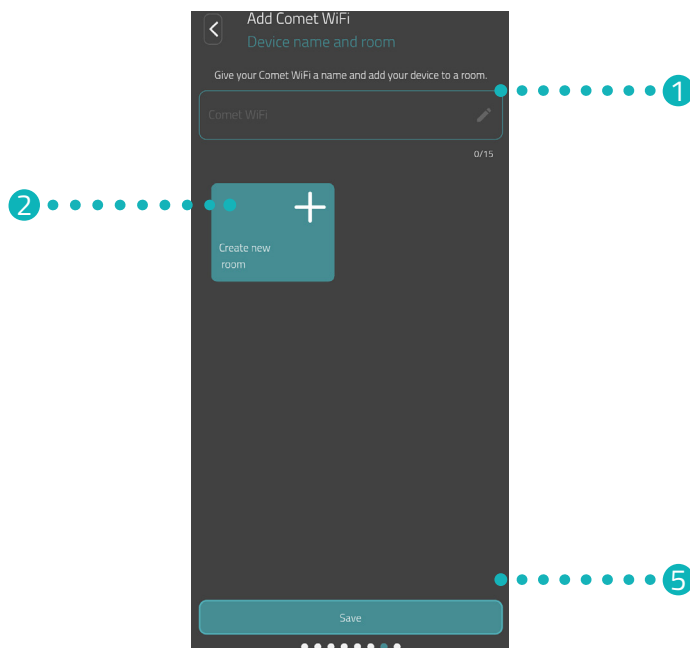 Add Comet WiFi
Device name and room
Give your Comet WiFi a name and add your device to a room.
1
Comet WiFi
0/15
2
Create new
room
5
Save